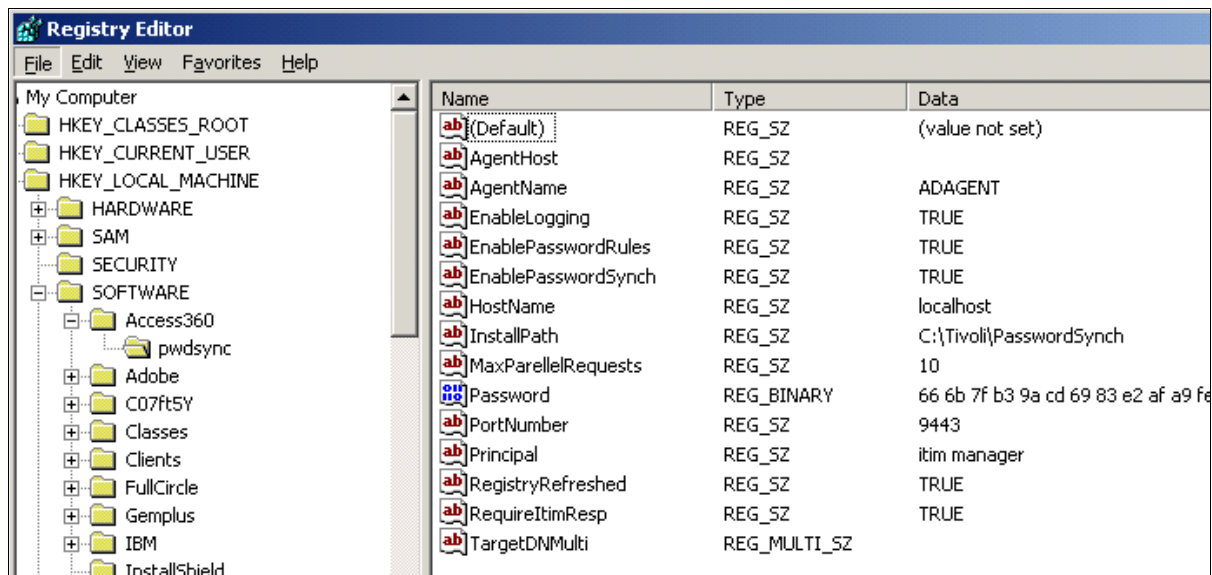 Registry Editor
File Edit View Favorites Help
My Computer
HKEY_CLASSES_ROOT
HKEY_CURRENT_USER
HKEY_LOCAL_MACHINE
HARDWARE
SAM
SECURITY
SOFTWARE
Access360
pwdsync
Adobe
C07ft5Y
Classes
Clients
FullCircle
Gemplus
IBM
InstallShield
Name Type Data
(Default) REG_SZ (value not set)
AgentHost REG_SZ
AgentName REG_SZ ADAGENT
EnableLogging REG_SZ TRUE
EnablePasswordRules REG_SZ TRUE
EnablePasswordSynch REG_SZ TRUE
HostName REG_SZ localhost
InstallPath REG_SZ C:\Tivoli\PasswordSynch
MaxParellelRequests REG_SZ 10
Password REG_BINARY 66 6b 7f b3 9a cd 69 83 e2 af a9 fe
PortNumber REG_SZ 9443
Principal REG_SZ itim manager
RegistryRefreshed REG_SZ TRUE
RequireItimResp REG_SZ TRUE
TargetDNMulti REG_MULTI_SZ